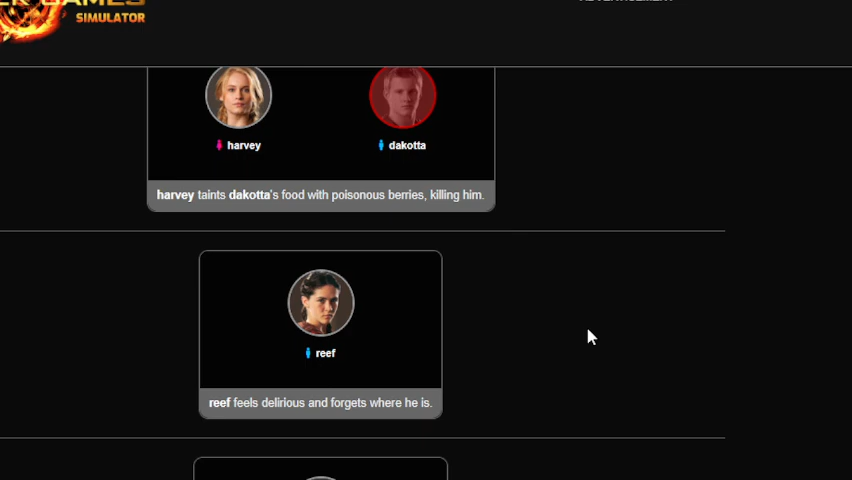 SIMULATOR
harvey
dakotta
harvey taints dakotta's food with poisonous berries, killing him.
reef
reef feels delirious and forgets where he is.